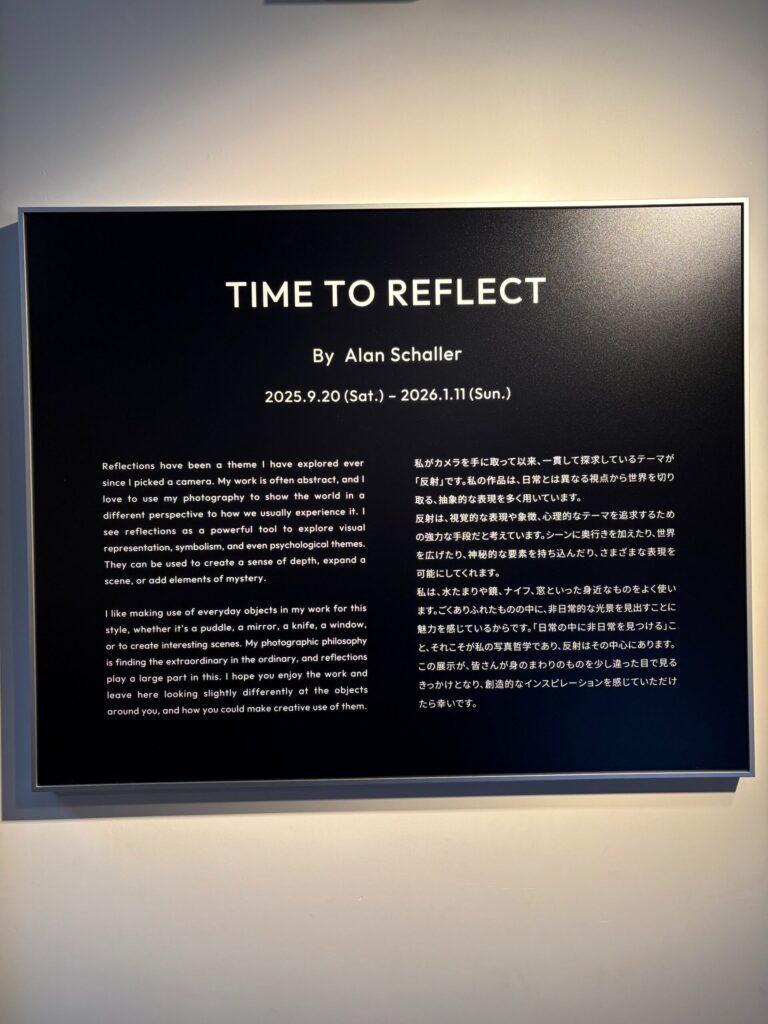 TIME TO REFLECT
By Alan Schaller
2025.9.20 (Sat.) – 2026.1.11 (Sun.)
Reflections have been a theme I have explored ever
since I picked a camera. My work is often abstract, and I
love to use my photography to show the world in a
different perspective to how we usually experience it. I
see reflections as a powerful tool to explore visual
representation, symbolism, and even psychological themes.
They can be used to create a sense of depth, expand a
scene, or add elements of mystery.
I like making use of everyday objects in my work for this
style, whether it's a puddle, a mirror, a knife, a window,
or to create interesting scenes. My photographic philosophy
is finding the extraordinary in the ordinary, and reflections
play a large part in this. I hope you enjoy the work and
leave here looking slightly differently at the objects
around you, and how you could make creative use of them.
私がカメラを手に取って以来、一貫して探求しているテーマが
「反射」です。私の作品は、日常とは異なる視点から世界を切り
取る、抽象的な表現を多く用いています。
反射は、視覚的な表現や象徴、心理的なテーマを追求するため
の強力な手段だと考えています。シーンに奥行きを加えたり、世界
を広げたり、神秘的な要素を持ち込んだり、さまざまな表現を
可能にしてくれます。
私は、水たまりや鏡、ナイフ、窓といった身近なものをよく使い
ます。ごくありふれたものの中に、非日常的な光景を見出すことに
魅力を感じているからです。「日常の中に非日常を見つける」こ
と、それこそが私の写真哲学であり、反射はその中心にあります。
この展示が、皆さんが身のまわりのものを少し違った目で見る
きっかけとなり、創造的なインスピレーションを感じていただけ
たら幸いです。